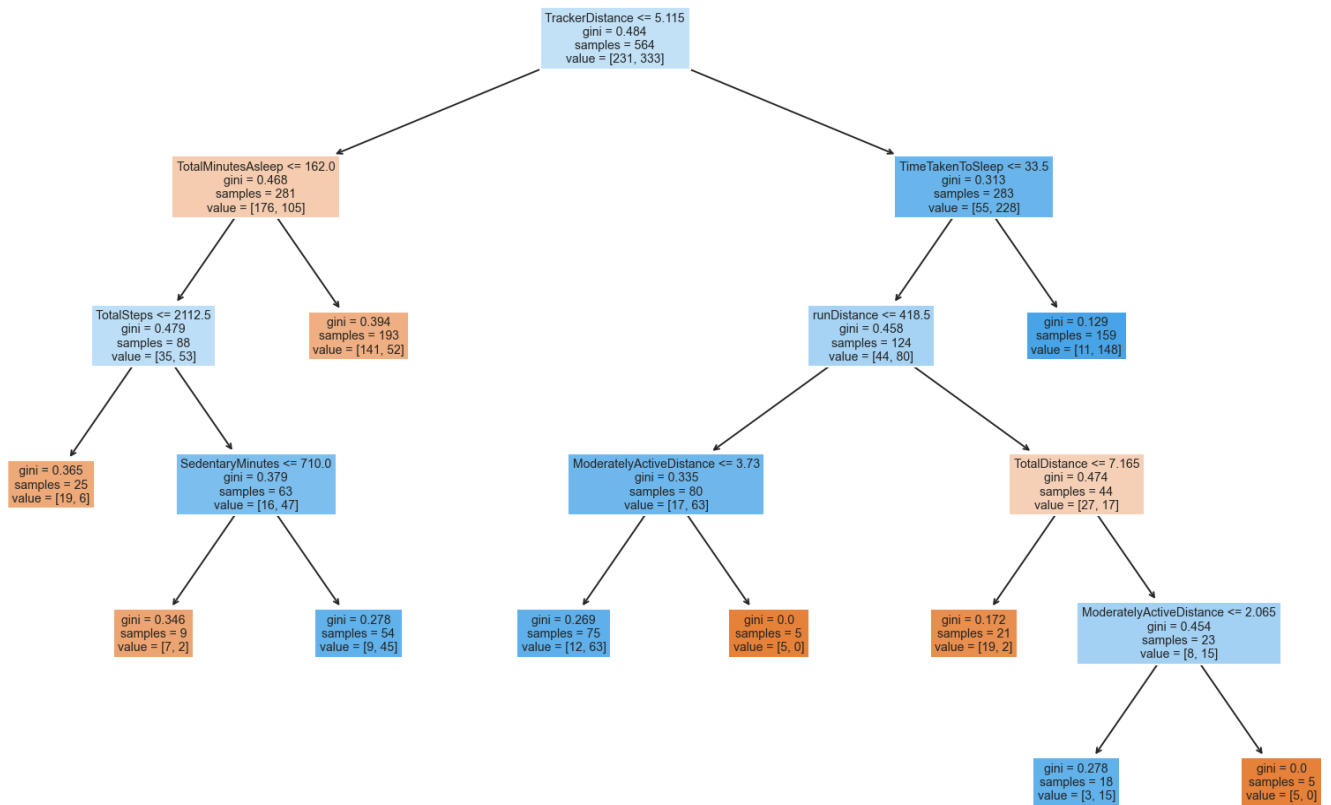 TrackerDistance <= 5.115
gini = 0.484
samples = 564
value = [231, 333]
TotalMinutesAsleep <= 162.0
gini = 0.468
samples = 281
value = [176, 105]
TimeTakenToSleep <= 33.5
gini = 0.313
samples = 283
value = [55, 228]
TotalSteps <= 2112.5
gini = 0.479
samples = 88
value = [35, 53]
gini = 0.394
samples = 193
value = [141, 52]
runDistance <= 418.5
gini = 0.458
samples = 124
value = [44, 80]
gini = 0.129
samples = 159
value = [11, 148]
gini = 0.365
samples = 25
value = [19, 6]
SedentaryMinutes <= 710.0
gini = 0.379
samples = 63
value = [16, 47]
ModeratelyActiveDistance <= 3.73
gini = 0.335
samples = 80
value = [17, 63]
TotalDistance <= 7.165
gini = 0.474
samples = 44
value = [27, 17]
gini = 0.346
samples = 9
value = [7, 2]
gini = 0.278
samples = 54
value = [9, 45]
gini = 0.269
samples = 75
value = [12, 63]
gini = 0.0
samples = 5
value = [5, 0]
gini = 0.172
samples = 21
value = [19, 2]
ModeratelyActiveDistance <= 2.065
gini = 0.454
samples = 23
value = [8, 15]
gini = 0.278
samples = 18
value = [3, 15]
gini = 0.0
samples = 5
value = [5, 0]